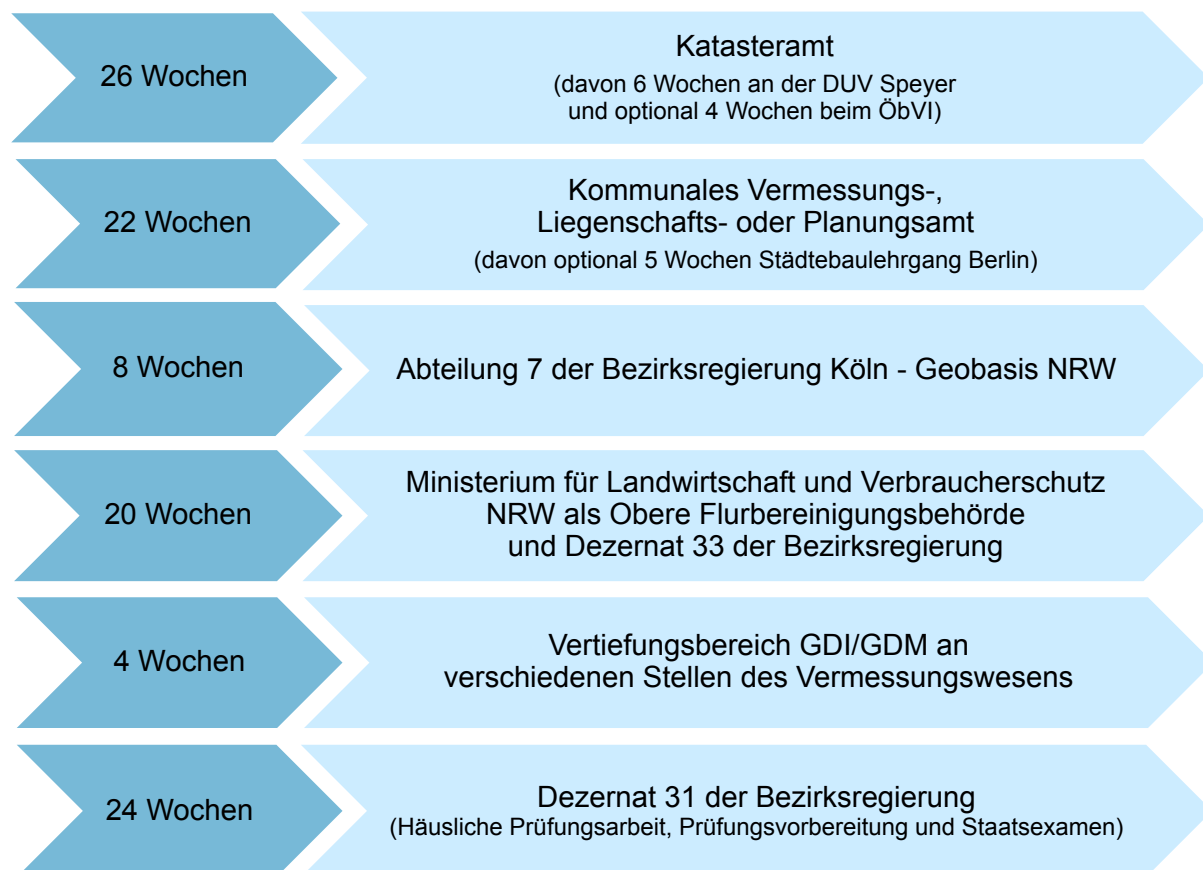 26 Wochen
Katasteramt
(davon 6 Wochen an der DUV Speyer
und optional 4 Wochen beim ÖbVI)
22 Wochen
Kommunales Vermessungs-,
Liegenschafts- oder Planungsamt
(davon optional 5 Wochen Städtebaulehrgang Berlin)
8 Wochen
Abteilung 7 der Bezirksregierung Köln - Geobasis NRW
20 Wochen
Ministerium für Landwirtschaft und Verbraucherschutz
NRW als Obere Flurbereinigungsbehörde
und Dezernat 33 der Bezirksregierung
4 Wochen
Vertiefungsbereich GDI/GDM an
verschiedenen Stellen des Vermessungswesens
24 Wochen
Dezernat 31 der Bezirksregierung
(Häusliche Prüfungsarbeit, Prüfungsvorbereitung und Staatsexamen)